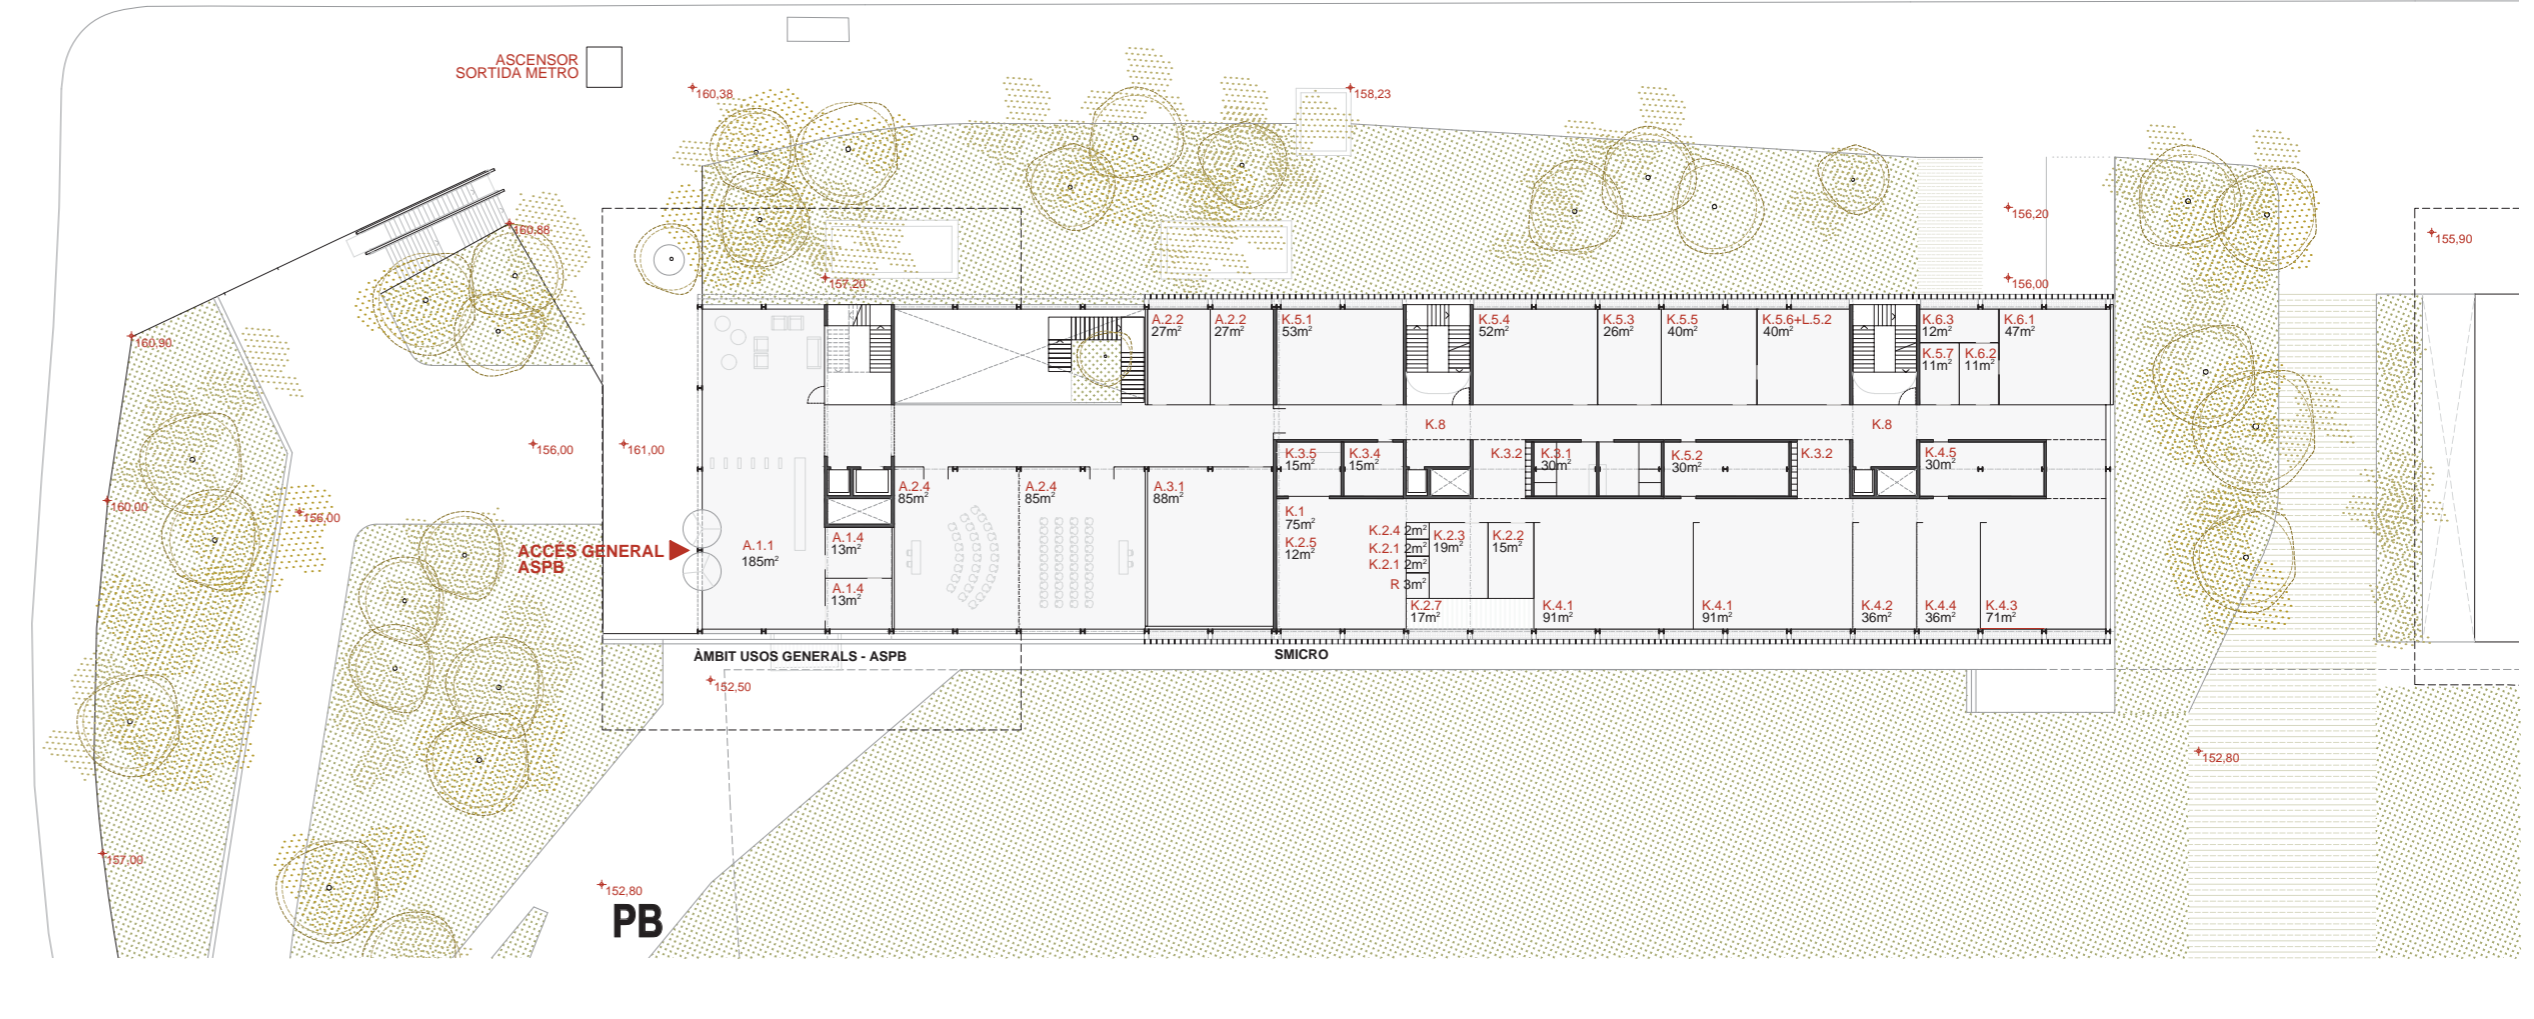 ASCENSOR
SORTIDA METRO
160,38
158,23
160,88
156,20
155,90
157,20
156,00
160,90
A.2.2
27m²
A.2.2
27m²
K.5.1
53m²
K.5.4
52m²
K.5.3
26m²
K.5.5
40m²
K.5.6+L.5.2
40m²
K.6.3
12m²
K.6.1
47m²
K.5.7
11m²
K.6.2
11m²
K.8
K.8
156,00
161,00
K.3.5
15m²
K.3.4
15m²
K.3.2
K.3.1
30m²
K.5.2
30m²
K.3.2
K.4.5
30m²
A.2.4
85m²
A.2.4
85m²
A.3.1
88m²
160,00
156,00
K.1
75m²
K.2.5
12m²
K.2.4 2m²
K.2.1 2m²
K.2.1 2m²
R 3m²
K.2.3
19m²
K.2.2
15m²
ACCÉS GENERAL
ASPB
A.1.1
185m²
A.1.4
13m²
A.1.4
13m²
K.2.7
17m²
K.4.1
91m²
K.4.1
91m²
K.4.2
36m²
K.4.4
36m²
K.4.3
71m²
ÀMBIT USOS GENERALS - ASPB
SMICRO
152,50
152,80
157,00
152,80
PB